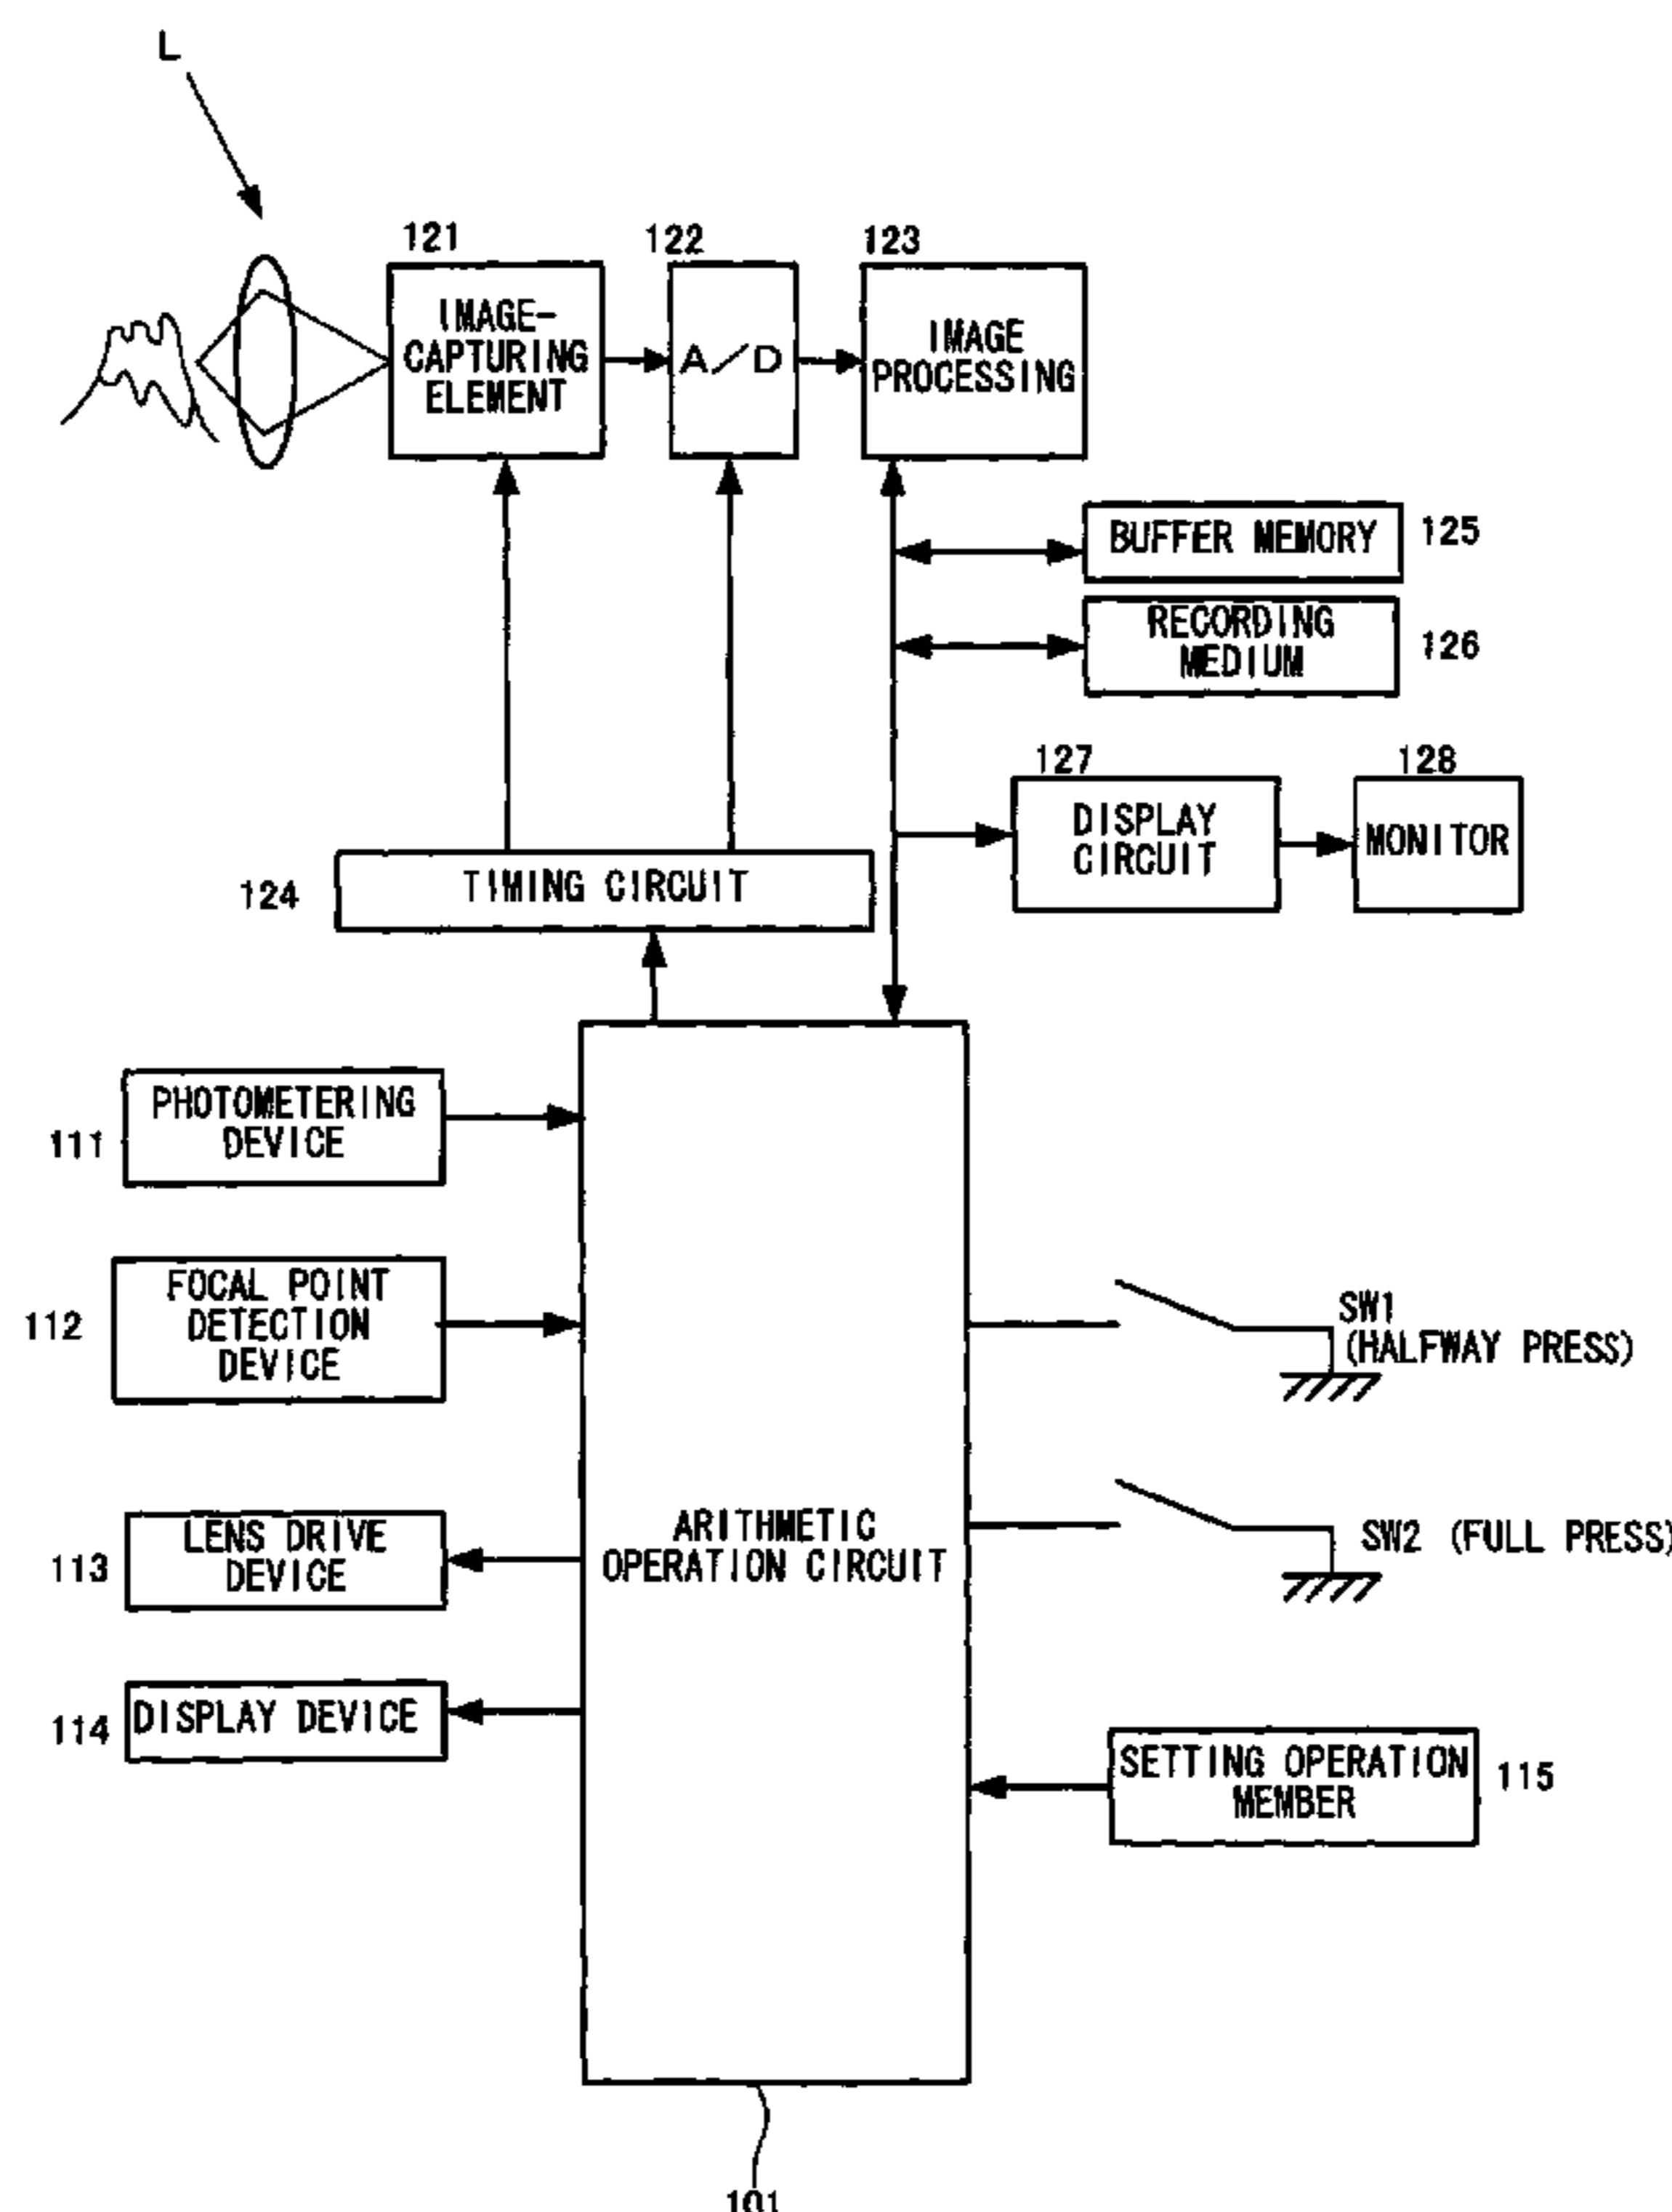 L
121
122
123
IMAGE-
CAPTURING
ELEMENT
A/D
IMAGE
PROCESSING
BUFFER MEMORY
125
RECORDING
MEDIUM
126
127
128
DISPLAY
CIRCUIT
MONITOR
124
TIMING CIRCUIT
PHOTOMETERING
DEVICE
111
FOCAL POINT
DETECTION
DEVICE
112
SW1
(HALFWAY PRESS)
LENS DRIVE
DEVICE
113
ARITHMETIC
OPERATION CIRCUIT
SW2 (FULL PRESS)
114
DISPLAY DEVICE
SETTING OPERATION
MEMBER
115
101